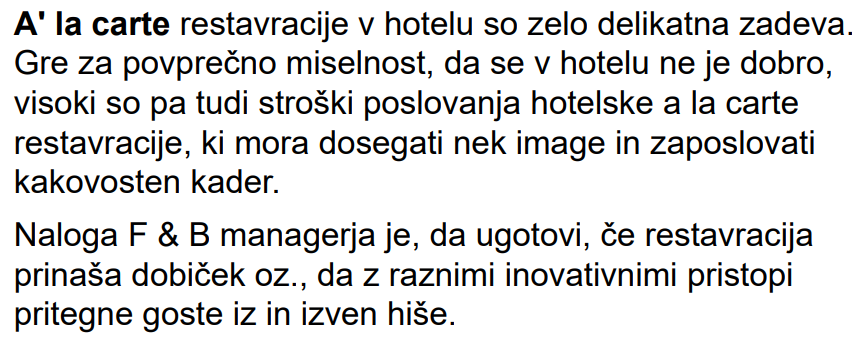 A' la carte restavracije v hotelu so zelo delikatna zadeva.
Gre za povprečno miselnost, da se v hotelu ne je dobro,
visoki so pa tudi stroški poslovanja hotelske a la carte
restavracije, ki mora dosegati nek image in zaposlovati
kakovosten kader.
Naloga F & B managerja je, da ugotovi, če restavracija
prinaša dobiček oz., da z raznimi inovativnimi pristopi
pritegne goste iz in izven hiše.